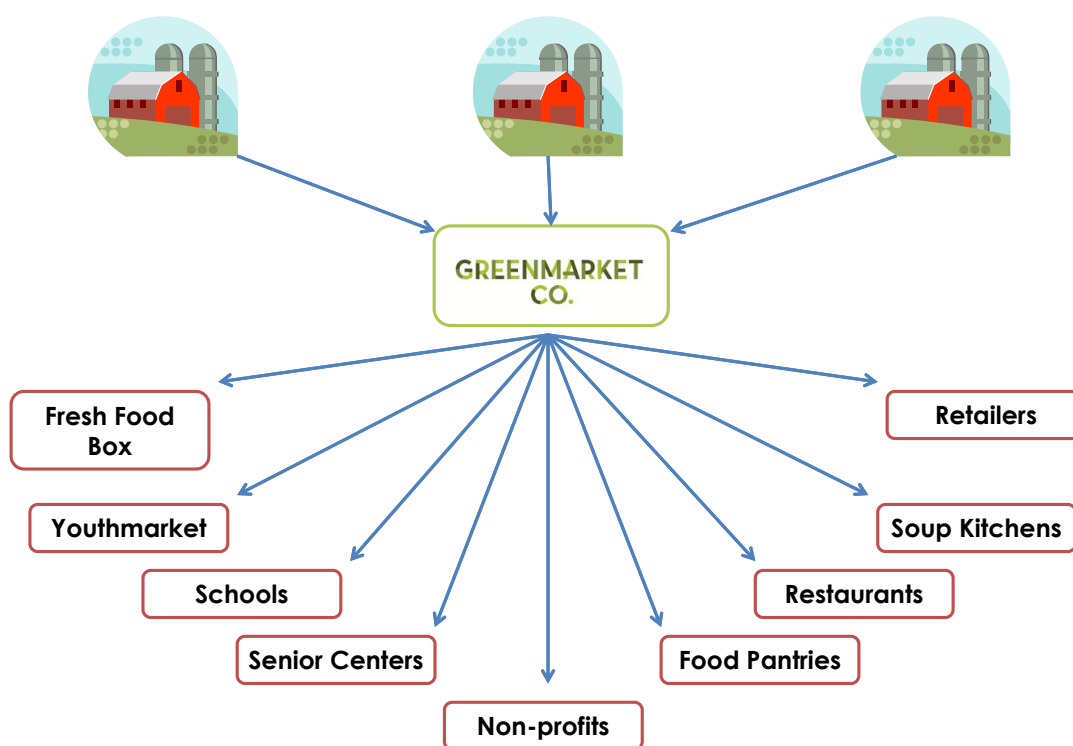 GREENMARKET
CO.
Fresh Food
Box
Retailers
Youthmarket
Soup Kitchens
Schools
Restaurants
Senior Centers
Food Pantries
Non-profits